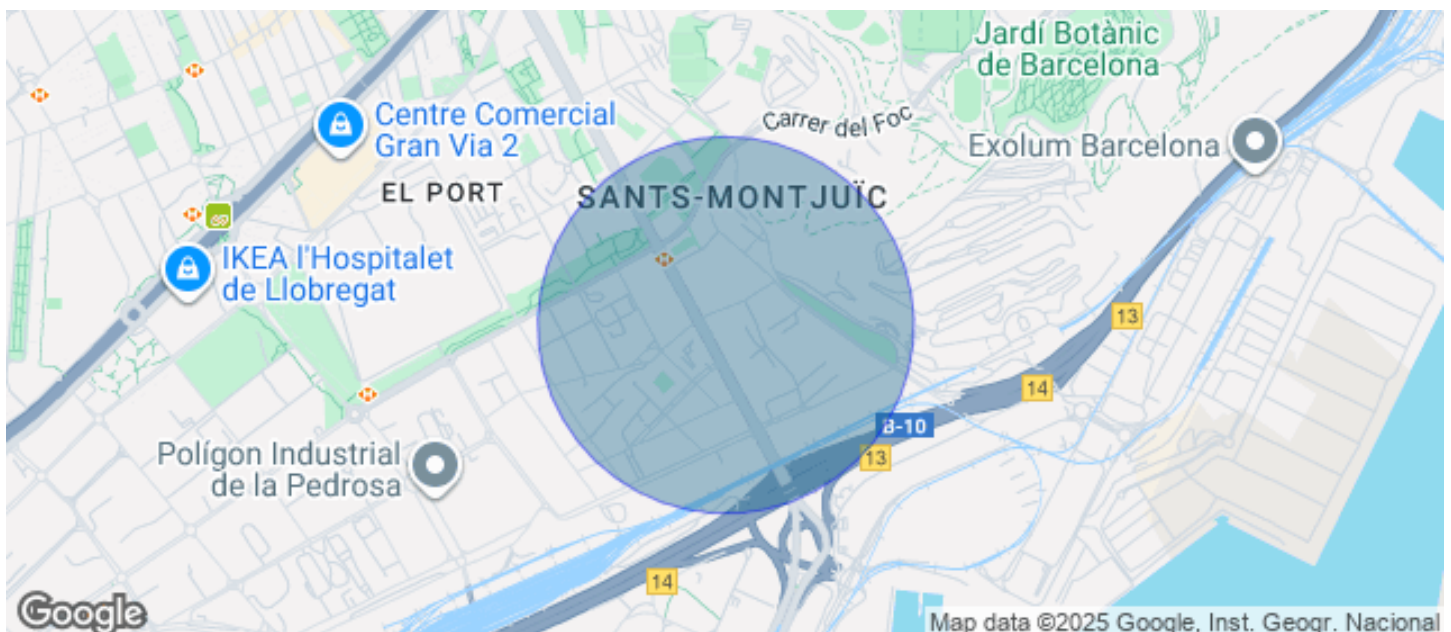 Jardí Botànic
de Barcelona
Carrer del Foc
Centre Comercial
Gran Via 2
Exolum Barcelona
EL PORT
SANTS-MONTJUÏC
IKEA l'Hospitalet
de Llobregat
13
14
B-10
13
Polígon Industrial
de la Pedrosa
14
Google
Map data ©2025 Google, Inst. Geogr. Nacional